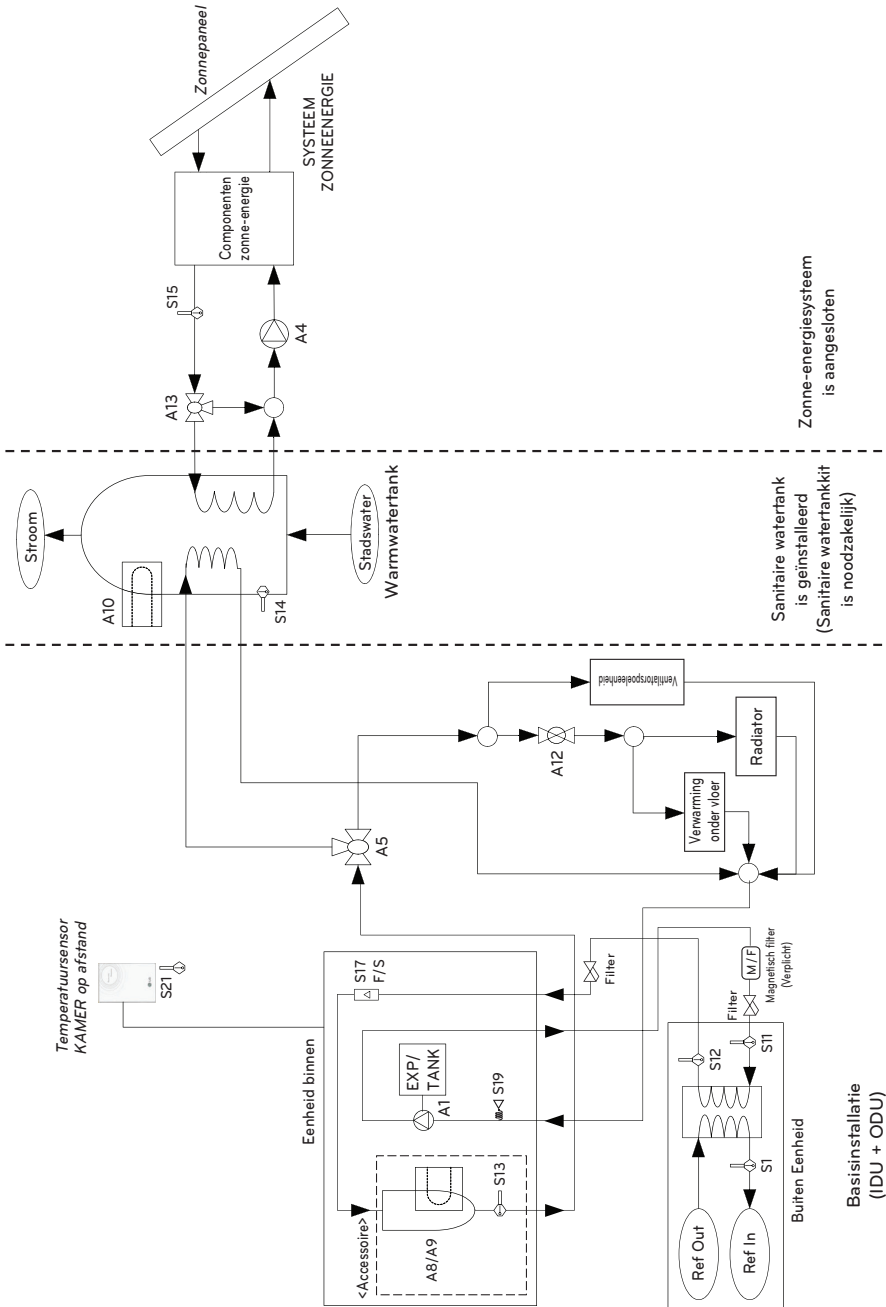 Zonnepaneel
SYSTEEM
ZONNEENERGIE
Componenten
zonne-energie
S15
A4
A13
Zonne-energiesysteem
is aangesloten
Stroom
A10
S14
Stadswater
Warmwatertank
Sanitaire watertank
is geïnstalleerd
(Sanitaire watertankkit
is noodzakelijk)
Ventilatorspoeleenheid
A12
Radiator
Verwarming
onder vloer
A5
Temperatuursensor
KAMER op afstand
S21
Eenheid binnen
S17
F/S
EXP/
TANK
A1
S19
<Accessoire>
A8/A9
S13
Filter
M / F
Magnetisch filter
(Verplicht)
Filter
S12
S11
S1
Ref Out
Ref In
Buiten Eenheid
Basisinstallatie
(IDU + ODU)